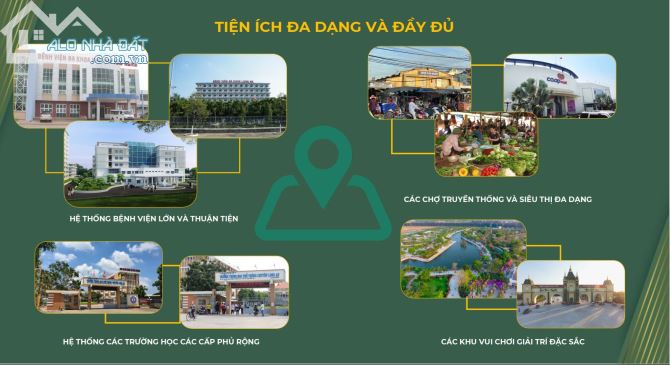 TIỆN ÍCH ĐA DẠNG VÀ ĐẦY ĐỦ
ALO NHÀ ĐẤT
.com.vn
BỆNH VIỆN ĐA KHOA
HỆ THỐNG BỆNH VIỆN LỚN VÀ THUẬN TIỆN
CÁC CHỢ TRUYỀN THỐNG VÀ SIÊU THỊ ĐA DẠNG
HỆ THỐNG CÁC TRƯỜNG HỌC CÁC CẤP PHỦ RỘNG
CÁC KHU VUI CHƠI GIẢI TRÍ ĐẶC SẮC